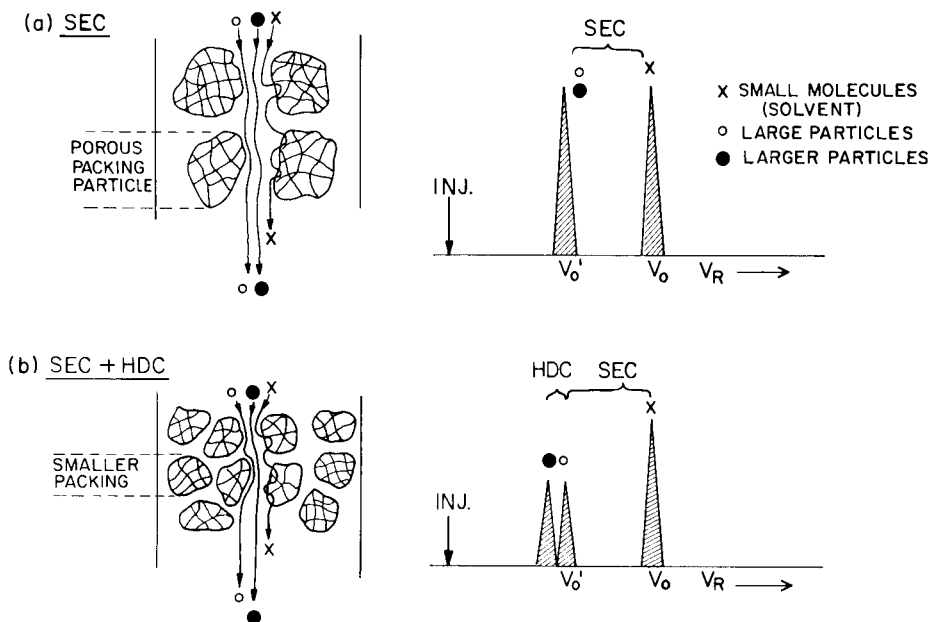 (a) SEC
POROUS
PACKING
PARTICLE
X
X
SEC
X
INJ.
V₀' V₀ V_R
X SMALL MOLECULES
(SOLVENT)
○ LARGE PARTICLES
● LARGER PARTICLES
(b) SEC + HDC
X
SMALLER
PACKING
X
HDC SEC
X
INJ.
V₀' V₀ V_R